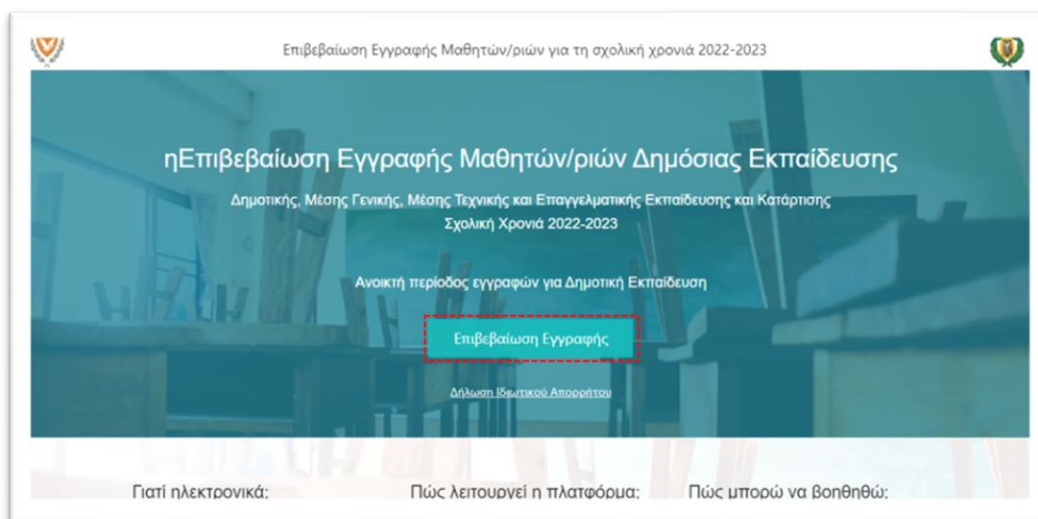 Επιβεβαίωση Εγγραφής Μαθητών/ριών για τη σχολική χρονιά 2022-2023
ηΕπιβεβαίωση Εγγραφής Μαθητών/ριών Δημόσιας Εκπαίδευσης
Δημοτικής, Μέσης Γενικής, Μέσης Τεχνικής και Επαγγελματικής Εκπαίδευσης και Κατάρτισης
Σχολική Χρονιά 2022-2023
Ανοικτή περίοδος εγγραφών για Δημοτική Εκπαίδευση
Επιβεβαίωση Εγγραφής
Δήλωση Ιδιωτικού Απορρήτου
Γιατί ηλεκτρονικά; Πώς λειτουργεί η πλατφόρμα; Πώς μπορώ να βοηθηθώ;